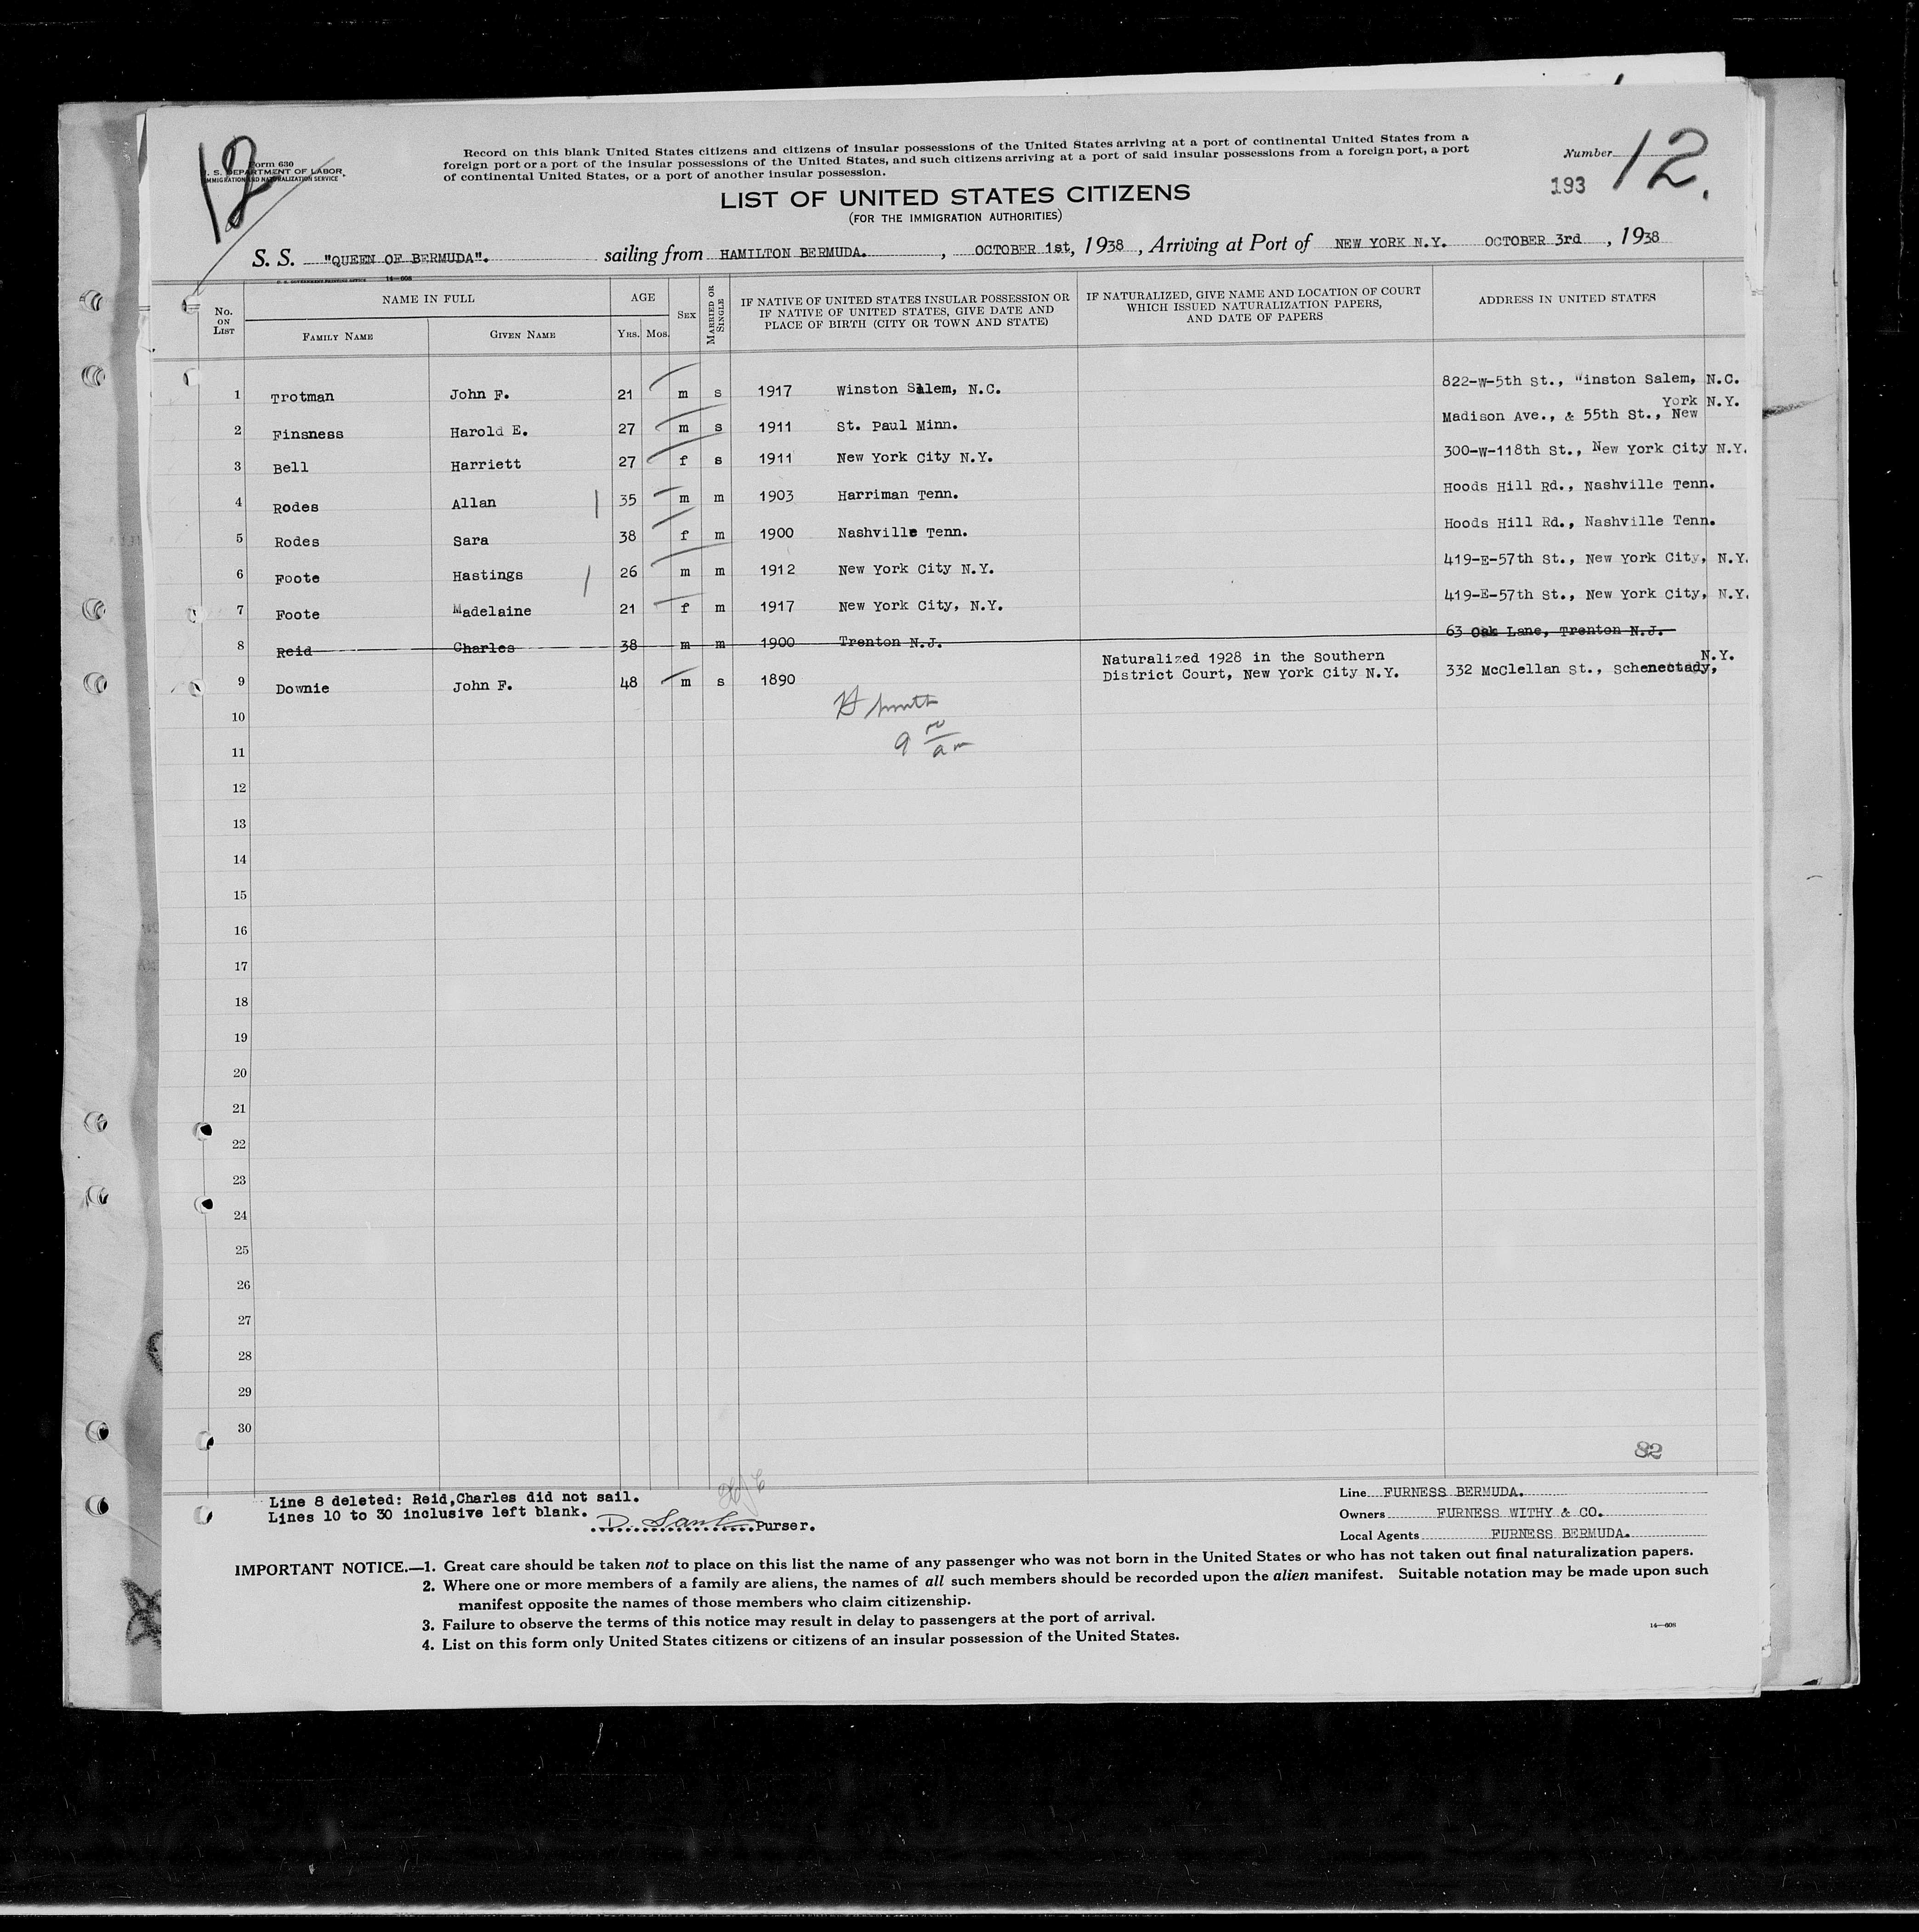 12
Form 630
U. S. DEPARTMENT OF LABOR
IMMIGRATION AND NATURALIZATION SERVICE
Record on this blank United States citizens and citizens of insular possessions of the United States arriving at a port of continental United States from a
foreign port or a port of the insular possessions of the United States, and such citizens arriving at a port of said insular possessions from a foreign port, a port
of continental United States, or a port of another insular possession.
Number 12.
193
LIST OF UNITED STATES CITIZENS
(FOR THE IMMIGRATION AUTHORITIES)
S. S. "QUEEN OF BERMUDA". sailing from HAMILTON BERMUDA. , OCTOBER 1st, 1938 , Arriving at Port of NEW YORK N.Y. OCTOBER 3rd , 1938
U. S. GOVERNMENT PRINTING OFFICE 14—608
No. ON LIST
NAME IN FULL
FAMILY NAME
GIVEN NAME
AGE
YRS.
MOS.
SEX
MARRIED OR SINGLE
IF NATIVE OF UNITED STATES INSULAR POSSESSION OR
IF NATIVE OF UNITED STATES, GIVE DATE AND
PLACE OF BIRTH (CITY OR TOWN AND STATE)
IF NATURALIZED, GIVE NAME AND LOCATION OF COURT
WHICH ISSUED NATURALIZATION PAPERS,
AND DATE OF PAPERS
ADDRESS IN UNITED STATES
1 Trotman John F. 21 m s 1917 Winston Salem, N.C. 822-W-5th St., Winston Salem, N.C.
2 Finsness Harold E. 27 m s 1911 St. Paul Minn. Madison Ave., & 55th St., New York N.Y.
3 Bell Harriett 27 f s 1911 New York City N.Y. 300-W-118th St., New York City N.Y.
4 Rodes Allan 35 m m 1903 Harriman Tenn. Hoods Hill Rd., Nashville Tenn.
5 Rodes Sara 38 f m 1900 Nashville Tenn. Hoods Hill Rd., Nashville Tenn.
6 Foote Hastings 26 m m 1912 New York City N.Y. 419-E-57th St., New York City, N.Y.
7 Foote Madelaine 21 f m 1917 New York City, N.Y. 419-E-57th St., New York City, N.Y.
8 Reid Charles 38 m m 1900 Trenton N.J. 63 Oak Lane, Trenton N.J.
9 Downie John F. 48 m s 1890 Naturalized 1928 in the Southern
District Court, New York City N.Y. 332 McClellan St., Schenectady, N.Y.
10
11
12
13
14
15
16
17
18
19
20
21
22
23
24
25
26
27
28
29
30
82
Line 8 deleted: Reid,Charles did not sail.
Lines 10 to 30 inclusive left blank.
Purser.
Line FURNESS BERMUDA.
Owners FURNESS WITHY & CO.
Local Agents FURNESS BERMUDA.
IMPORTANT NOTICE.—1. Great care should be taken not to place on this list the name of any passenger who was not born in the United States or who has not taken out final naturalization papers.
2. Where one or more members of a family are aliens, the names of all such members should be recorded upon the alien manifest. Suitable notation may be made upon such
manifest opposite the names of those members who claim citizenship.
3. Failure to observe the terms of this notice may result in delay to passengers at the port of arrival.
4. List on this form only United States citizens or citizens of an insular possession of the United States.
14—608